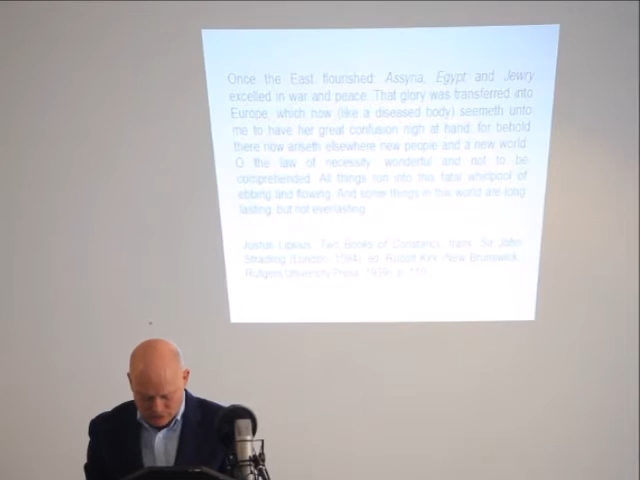 Once the East flourished: Assyria, Egypt and Jewry
excelled in war and peace. That glory was transferred into
Europe, which now (like a diseased body) seemeth unto
me to have her great confusion nigh at hand, for behold
there now ariseth elsewhere new people and a new world.
O the law of necessity wonderful and not to be
comprehended. All things run into this fatal whirlpool of
ebbing and flowing. And some things in this world are long
lasting, but not everlasting.
Justus Lipsius, Two Books of Constancy, trans. Sir John
Stradling (London, 1594), ed. Rudolf Kirk (New Brunswick,
Rutgers University Press, 1939), p.